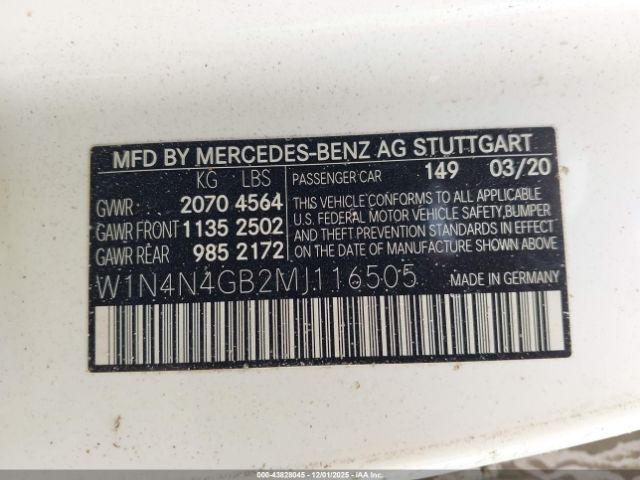 MFD BY MERCEDES-BENZ AG STUTTGART
KG LBS PASSENGER CAR 149 03/20
GVWR 2070 4564
GAWR FRONT 1135 2502
GAWR REAR 985 2172
THIS VEHICLE CONFORMS TO ALL APPLICABLE
U.S. FEDERAL MOTOR VEHICLE SAFETY,BUMPER
AND THEFT PREVENTION STANDARDS IN EFFECT
ON THE DATE OF MANUFACTURE SHOWN ABOVE.
W1N4N4GB2MJ116505 MADE IN GERMANY
000-43828045 - 12/01/2025 - IAAI.COM